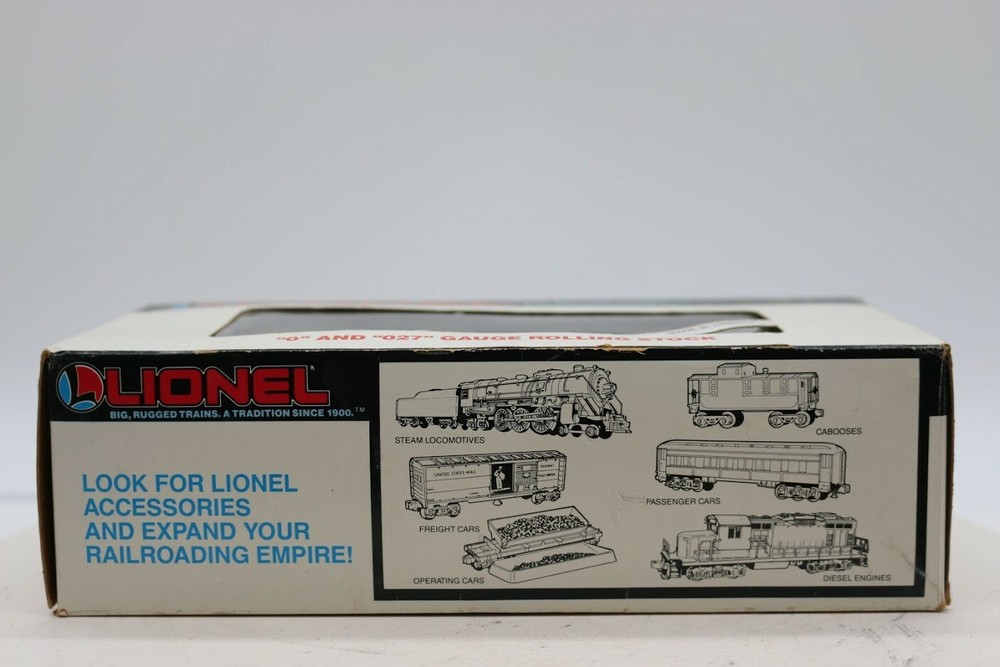 "O" AND "027" GAUGE ROLLING STOCK
LIONEL
BIG, RUGGED TRAINS. A TRADITION SINCE 1900.™
LOOK FOR LIONEL
ACCESSORIES
AND EXPAND YOUR
RAILROADING EMPIRE!
STEAM LOCOMOTIVES
CABOOSES
UNITED STATES MAIL
FREIGHT CARS
PASSENGER CARS
OPERATING CARS
DIESEL ENGINES